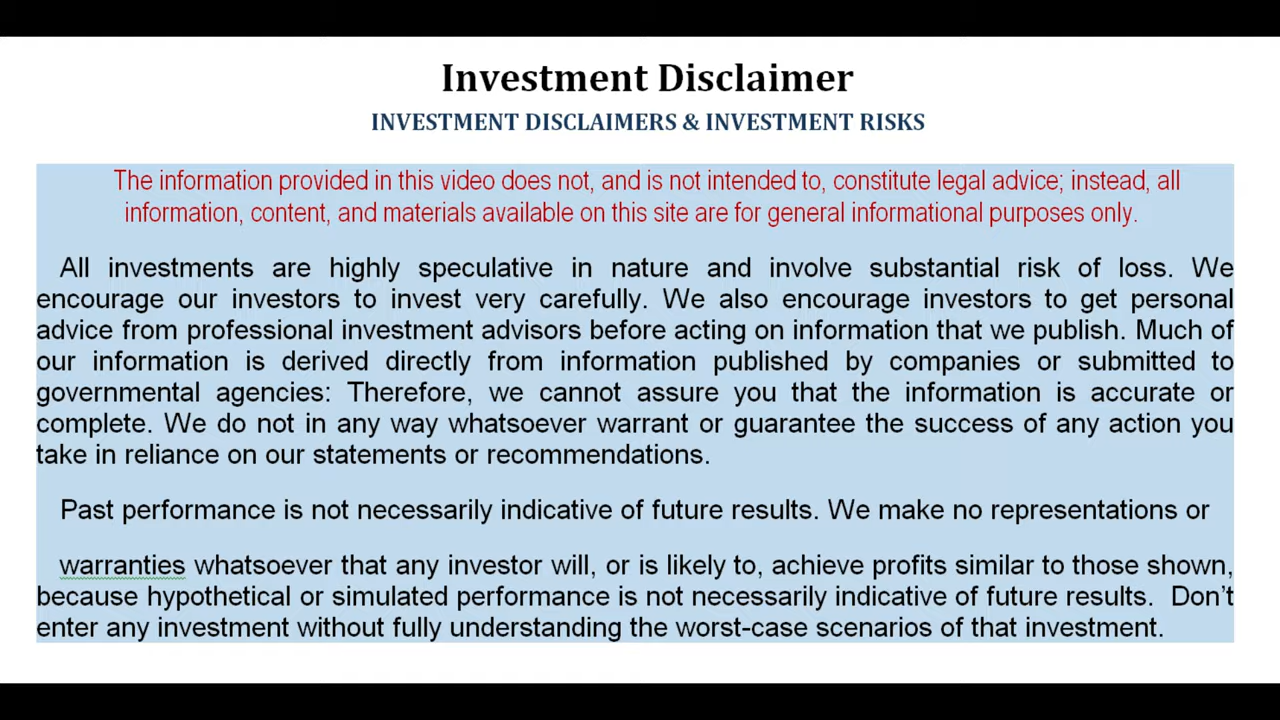 Investment Disclaimer
INVESTMENT DISCLAIMERS & INVESTMENT RISKS
The information provided in this video does not, and is not intended to, constitute legal advice; instead, all
information, content, and materials available on this site are for general informational purposes only.
All investments are highly speculative in nature and involve substantial risk of loss. We
encourage our investors to invest very carefully. We also encourage investors to get personal
advice from professional investment advisors before acting on information that we publish. Much of
our information is derived directly from information published by companies or submitted to
governmental agencies: Therefore, we cannot assure you that the information is accurate or
complete. We do not in any way whatsoever warrant or guarantee the success of any action you
take in reliance on our statements or recommendations.
Past performance is not necessarily indicative of future results. We make no representations or
warranties whatsoever that any investor will, or is likely to, achieve profits similar to those shown,
because hypothetical or simulated performance is not necessarily indicative of future results.  Don't
enter any investment without fully understanding the worst-case scenarios of that investment.